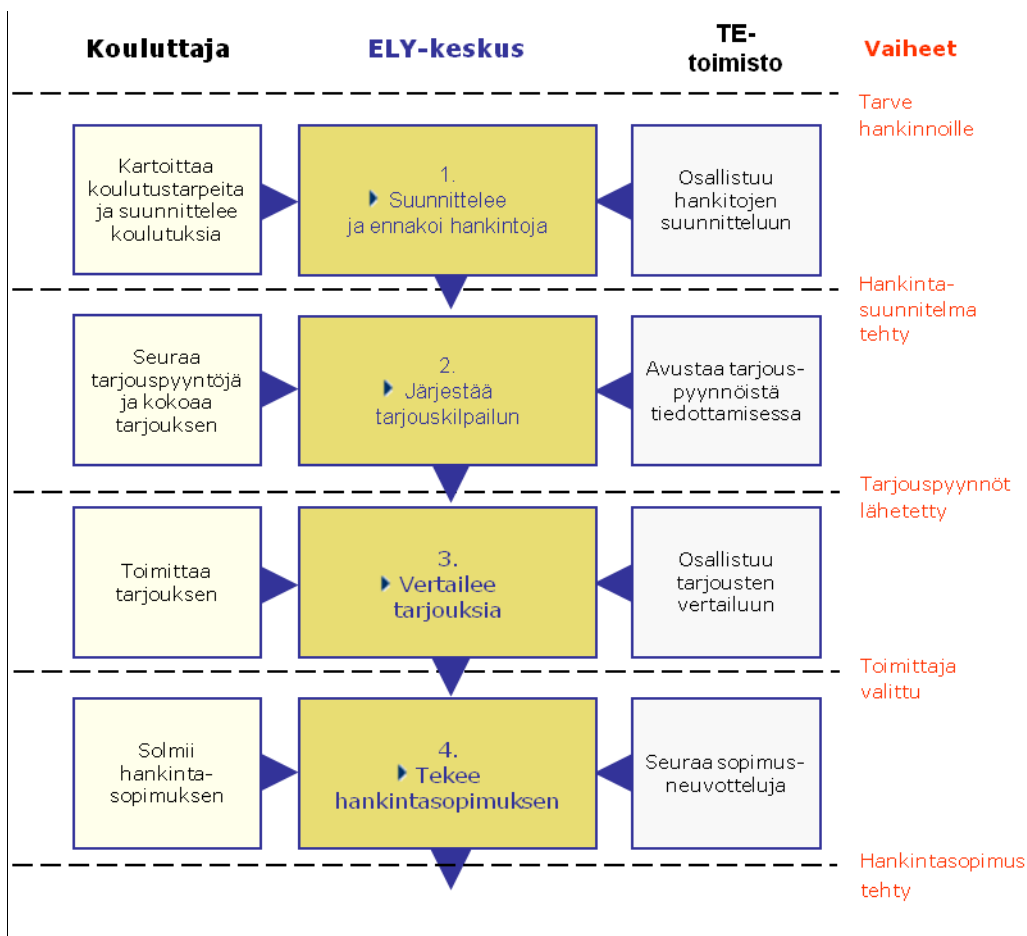 Kouluttaja
ELY-keskus
TE-
toimisto
Vaiheet
Tarve
hankinnoille
Kartoittaa
koulutustarpeita
ja suunnittelee
koulutuksia
1.
Suunnittelee
ja ennakoi hankintoja
Osallistuu
hankitojen
suunnitteluun
Hankinta-
suunnitelma
tehty
Seuraa
tarjouspyyntöjä
ja kokoaa
tarjouksen
2.
Järjestää
tarjouskilpailun
Avustaa tarjous-
pyynnöistä
tiedottamisessa
Tarjouspyynnöt
lähetetty
Toimittaa
tarjouksen
3.
Vertailee
tarjouksia
Osallistuu
tarjousten
vertailuun
Toimittaja
valittu
Solmii
hankinta-
sopimuksen
4.
Tekee
hankintasopimuksen
Seuraa sopimus-
neuvotteluja
Hankintasopimus
tehty